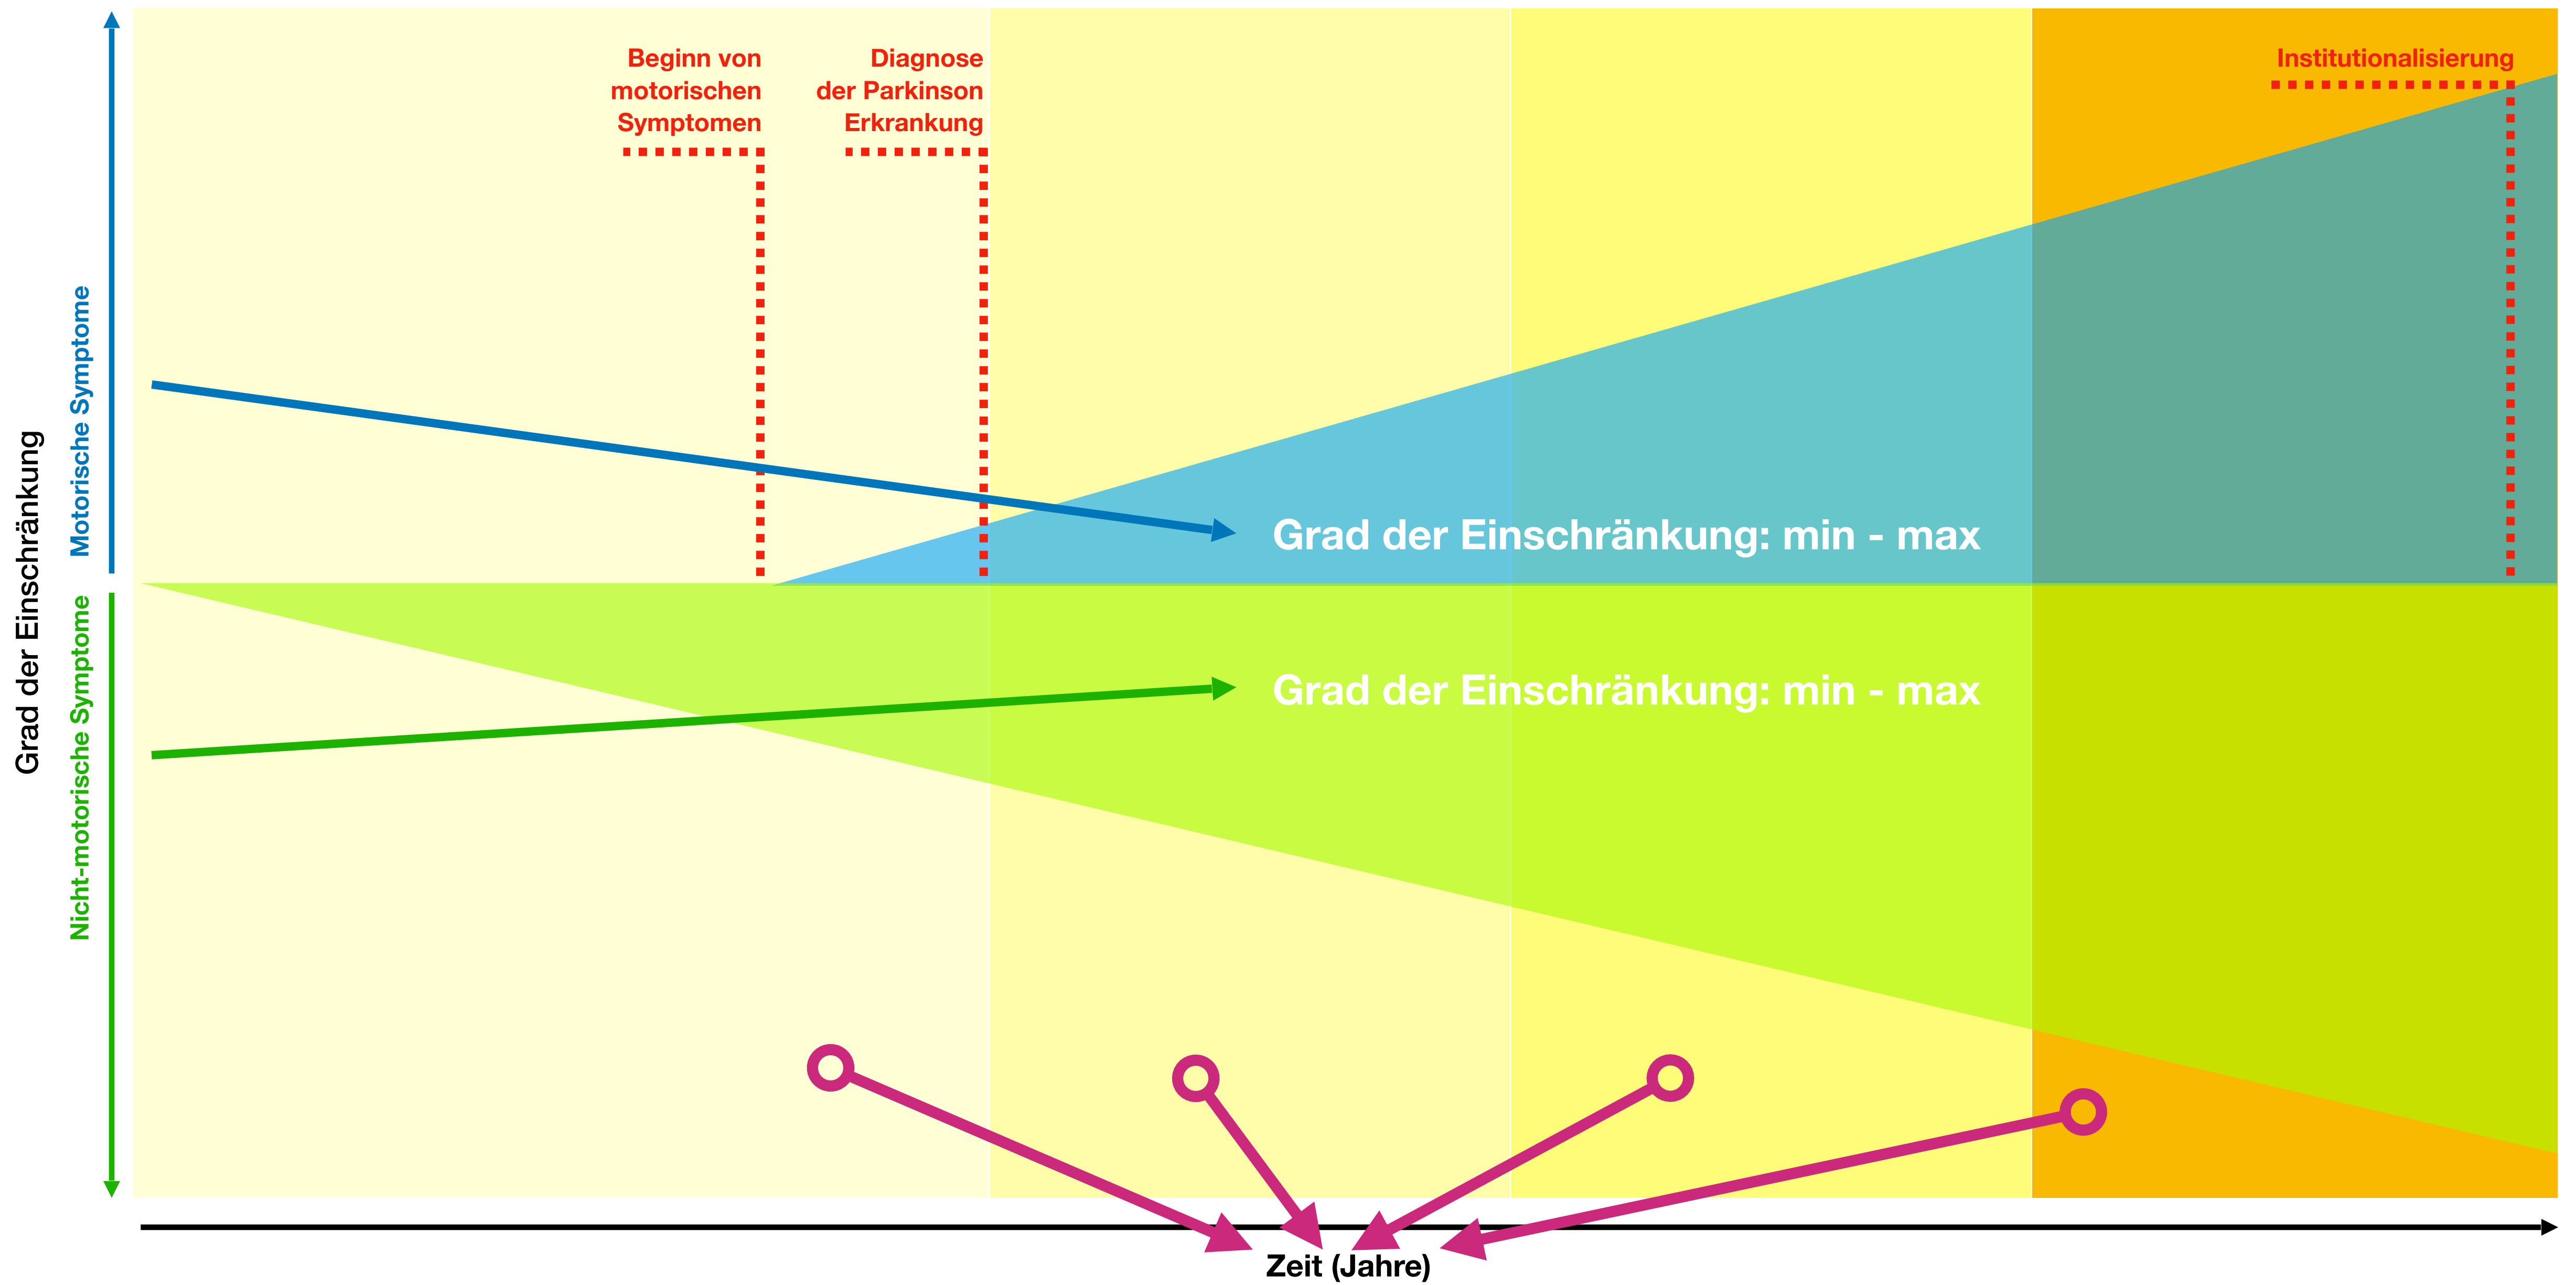 Beginn von
motorischen
Symptomen
Diagnose
der Parkinson
Erkrankung
Institutionalisierung
Grad der Einschränkung
Motorische Symptome
Nicht-motorische Symptome
Grad der Einschränkung: min - max
Grad der Einschränkung: min - max
Zeit (Jahre)